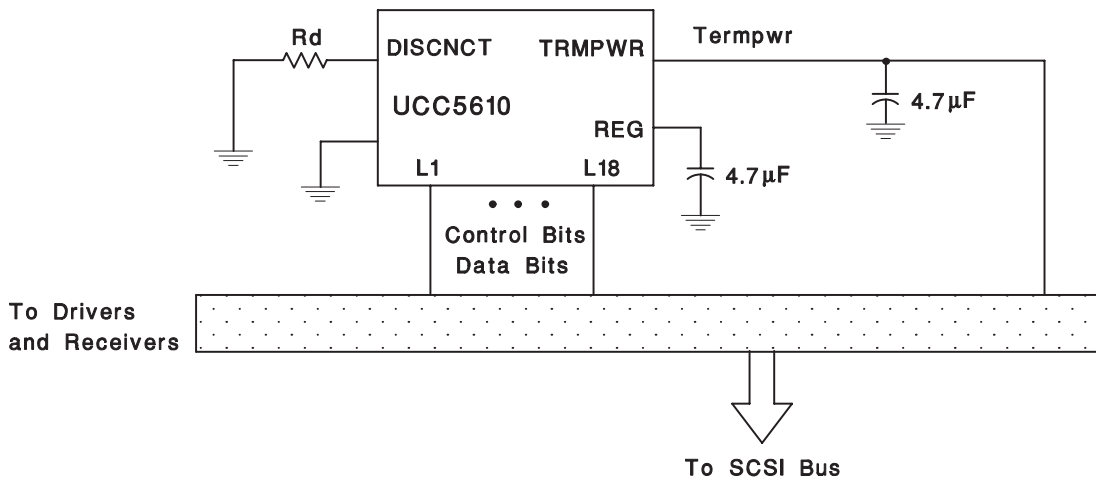 Rd
DISCNCT
TRMPWR
Termpwr
UCC5610
4.7μF
REG
L1
L18
4.7μF
Control Bits
Data Bits
To Drivers
and Receivers
To SCSI Bus